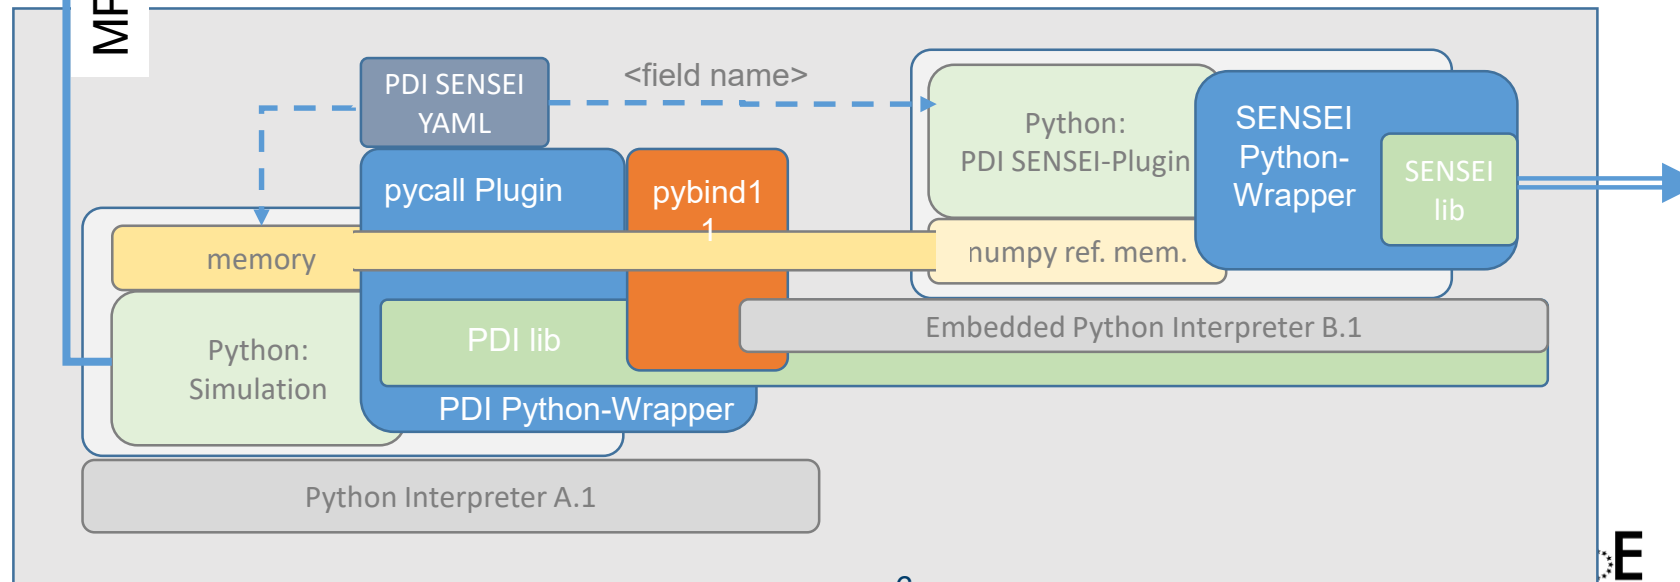 PDI SENSEI
YAML
<field name>
Python:
PDI SENSEI-Plugin
SENSEI
Python-
Wrapper
SENSEI
lib
pycall Plugin
pybind1
1
memory
numpy ref. mem.
Embedded Python Interpreter B.1
PDI lib
Python:
Simulation
PDI Python-Wrapper
Python Interpreter A.1
E